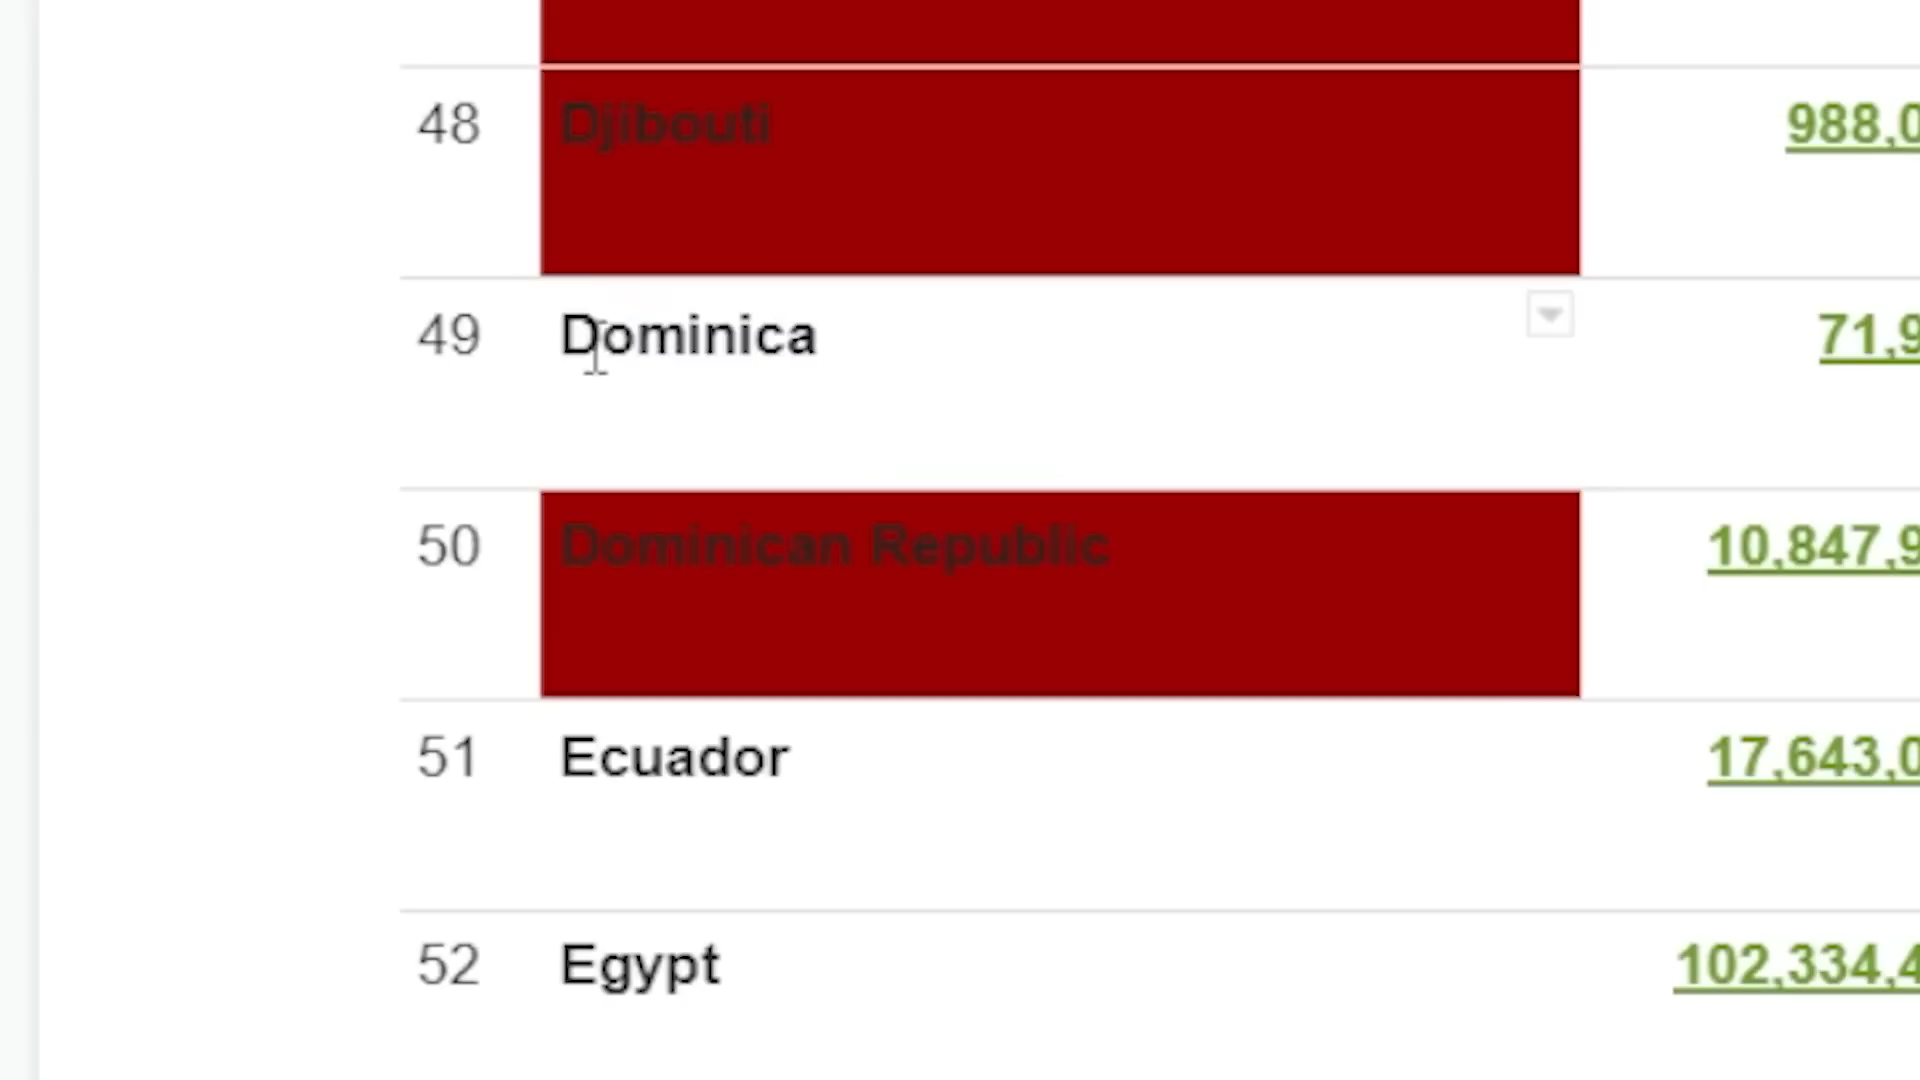 48 Djibouti 988,0
49 Dominica 71,9
50 Dominican Republic 10,847,9
51 Ecuador 17,643,0
52 Egypt 102,334,4